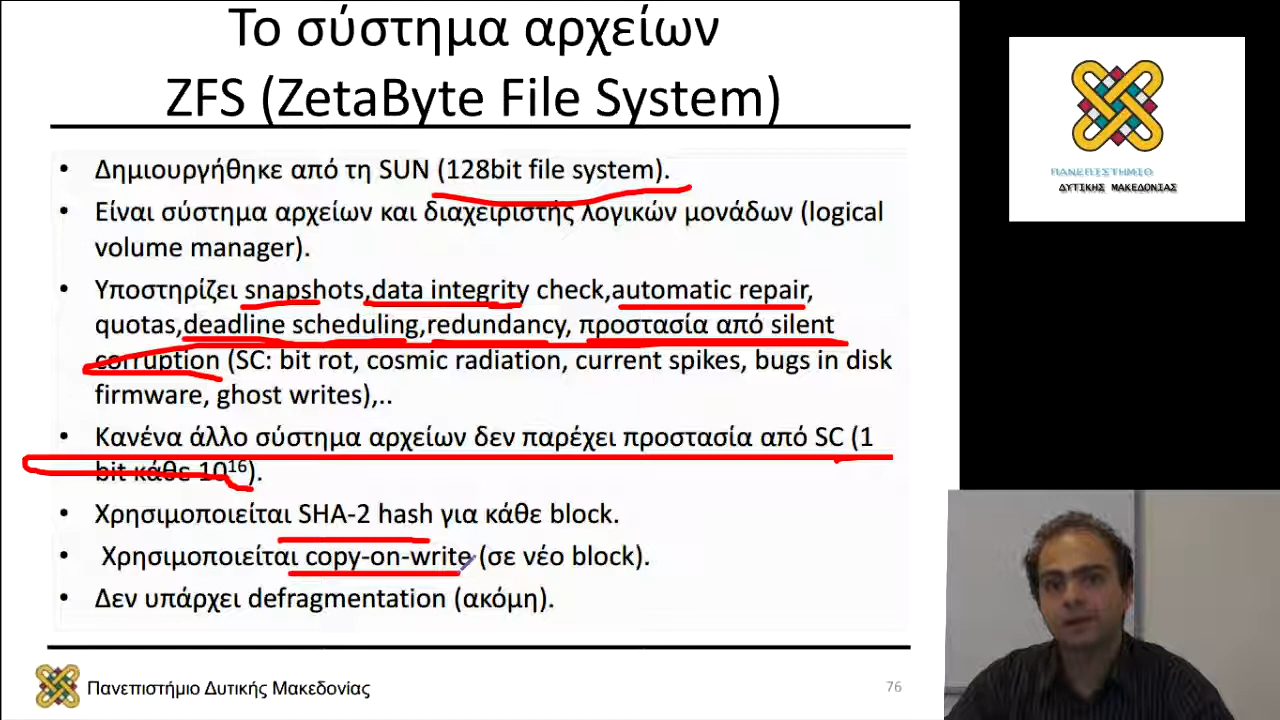 Το σύστημα αρχείων
ZFS (ZetaByte File System)
• Δημιουργήθηκε από τη SUN (128bit file system).
• Είναι σύστημα αρχείων και διαχειριστής λογικών μονάδων (logical
volume manager).
• Υποστηρίζει snapshots,data integrity check,automatic repair,
quotas,deadline scheduling,redundancy, προστασία από silent
corruption (SC: bit rot, cosmic radiation, current spikes, bugs in disk
firmware, ghost writes),..
• Κανένα άλλο σύστημα αρχείων δεν παρέχει προστασία από SC (1
bit κάθε 10¹⁶).
• Χρησιμοποιείται SHA-2 hash για κάθε block.
• Χρησιμοποιείται copy-on-write (σε νέο block).
• Δεν υπάρχει defragmentation (ακόμη).
Πανεπιστήμιο Δυτικής Μακεδονίας
76
ΠΑΝΕΠΙΣΤΗΜΙΟ
ΔΥΤΙΚΗΣ ΜΑΚΕΔΟΝΙΑΣ